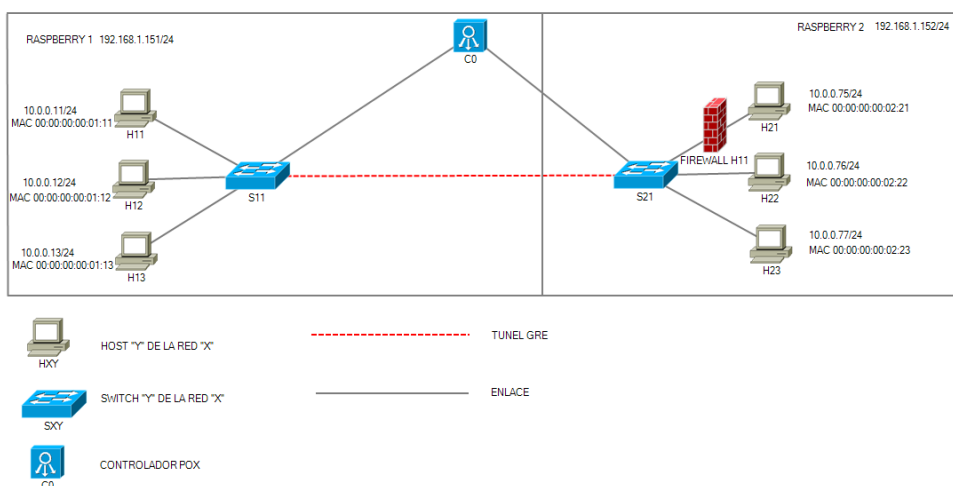 RASPBERRY 1 192.168.1.151/24
C0
RASPBERRY 2 192.168.1.152/24
10.0.0.11/24
MAC 00:00:00:00:01:11
H11
10.0.0.12/24
MAC 00:00:00:00:01:12
H12
10.0.0.13/24
MAC 00:00:00:00:01:13
H13
S11
S21
FIREWALL H11
10.0.0.75/24
MAC 00:00:00:00:02:21
H21
10.0.0.76/24
MAC 00:00:00:00:02:22
H22
10.0.0.77/24
MAC 00:00:00:00:02:23
H23
HXY
HOST "Y" DE LA RED "X"
TUNEL GRE
SXY
SWITCH "Y" DE LA RED "X"
ENLACE
C0
CONTROLADOR POX